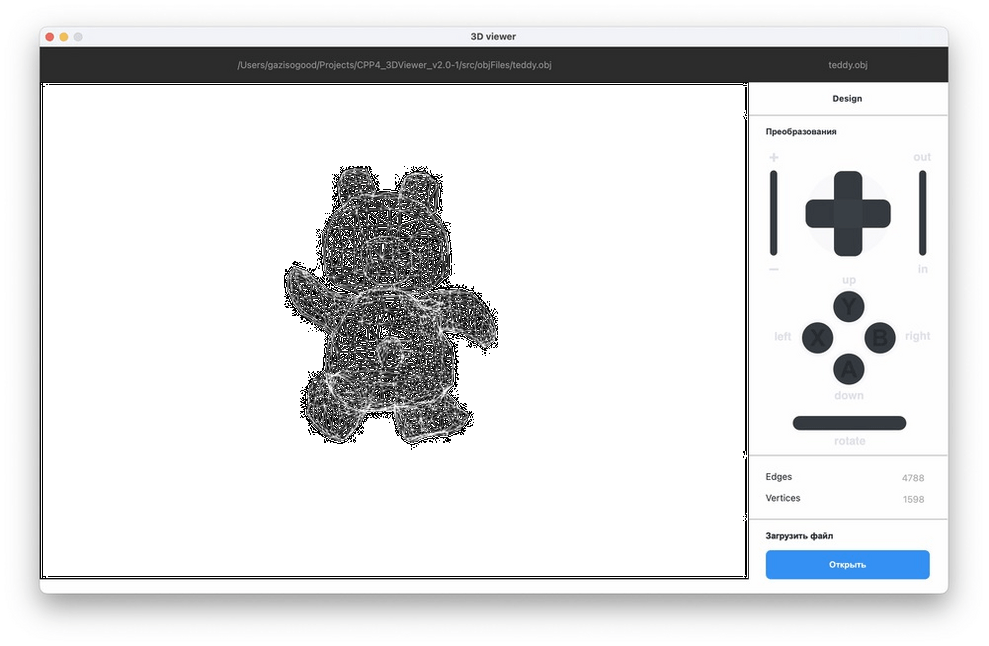 3D viewer
/Users/gazisogood/Projects/CPP4_3DViewer_v2.0-1/src/objFiles/teddy.obj
teddy.obj
Design
Преобразования
+
out
−
in
up
Y
left
X
B
right
A
down
rotate
Edges
4788
Vertices
1598
Загрузить файл
Открыть